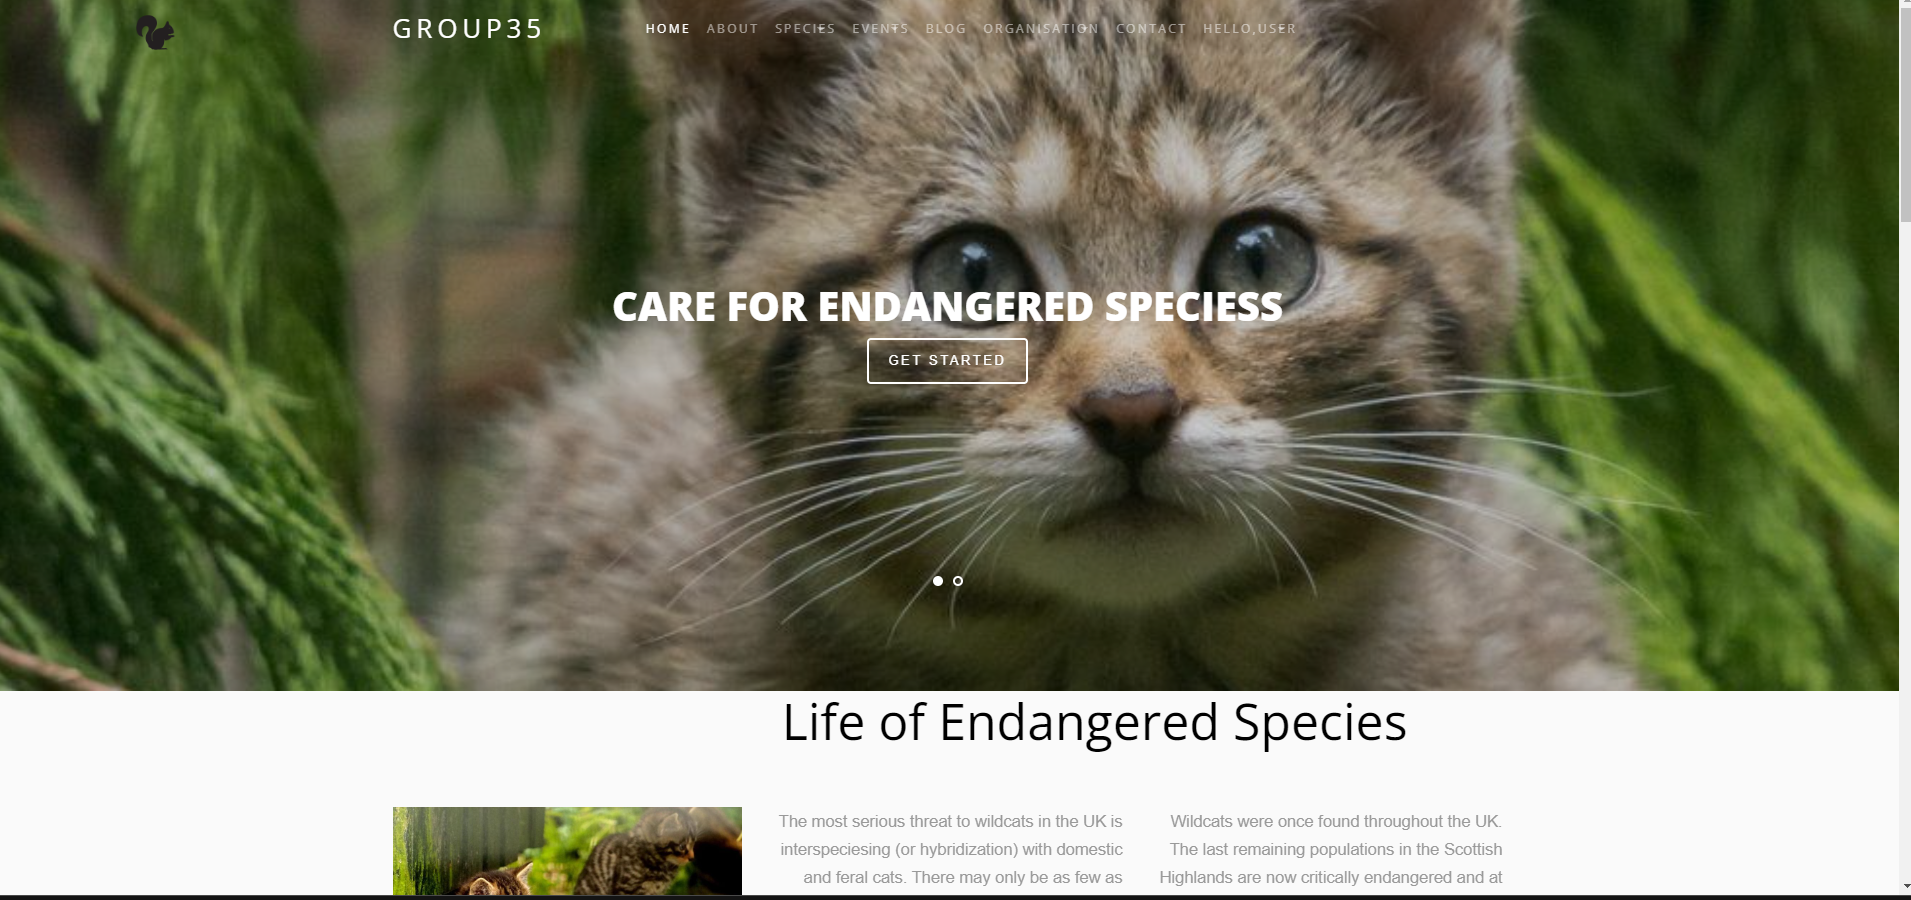 GROUP35
HOME ABOUT SPECIES EVENTS BLOG ORGANISATION CONTACT HELLO,USER
CARE FOR ENDANGERED SPECIESS
GET STARTED
Life of Endangered Species
The most serious threat to wildcats in the UK is
interspeciesing (or hybridization) with domestic
and feral cats. There may only be as few as
Wildcats were once found throughout the UK.
The last remaining populations in the Scottish
Highlands are now critically endangered and at